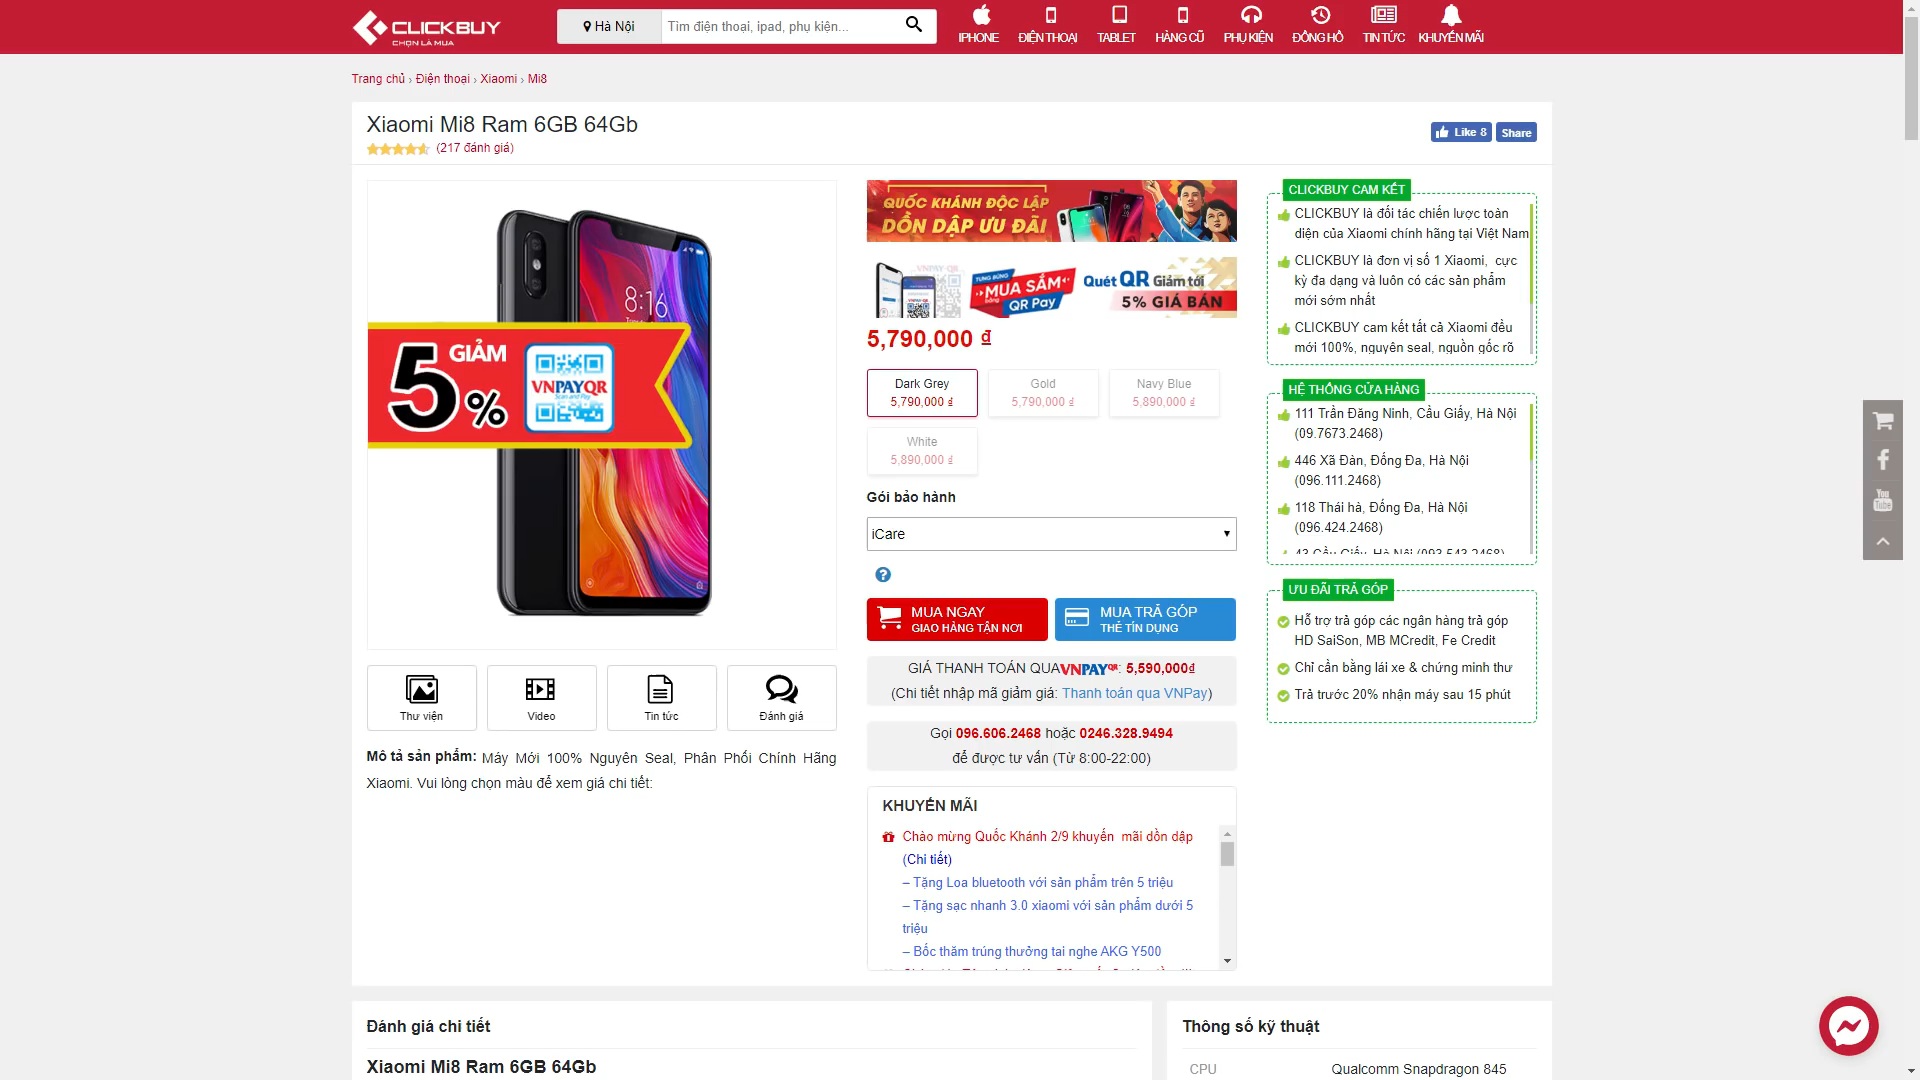 CLICKBUY
CHỌN LÀ MUA
Hà Nội
Tìm điện thoại, ipad, phụ kiện...
IPHONE
ĐIỆN THOẠI
TABLET
HÀNG CŨ
PHỤ KIỆN
ĐỒNG HỒ
TIN TỨC
KHUYẾN MÃI
Trang chủ › Điện thoại › Xiaomi › Mi8
Xiaomi Mi8 Ram 6GB 64Gb
(217 đánh giá)
Like 8
Share
8:16
5%
GIẢM
VNPAYQR
Scan and Pay
Thư viện
Video
Tin tức
Đánh giá
Mô tả sản phẩm: Máy Mới 100% Nguyên Seal, Phân Phối Chính Hãng
Xiaomi. Vui lòng chọn màu để xem giá chi tiết:
QUỐC KHÁNH ĐỘC LẬP
DỒN DẬP ƯU ĐÃI
VNPAY QR
TƯNG BỪNG
MUA SẮM
bằng QR Pay
Quét QR Giảm tới
5% GIÁ BÁN
5,790,000 ₫
Dark Grey
5,790,000 ₫
Gold
5,790,000 ₫
Navy Blue
5,890,000 ₫
White
5,890,000 ₫
Gói bảo hành
iCare
MUA NGAY
GIAO HÀNG TẬN NƠI
MUA TRẢ GÓP
THẺ TÍN DỤNG
GIÁ THANH TOÁN QUA VNPAYQR: 5,590,000₫
(Chi tiết nhập mã giảm giá: Thanh toán qua VNPay)
Gọi 096.606.2468 hoặc 0246.328.9494
để được tư vấn (Từ 8:00-22:00)
KHUYẾN MÃI
Chào mừng Quốc Khánh 2/9 khuyến mãi dồn dập
(Chi tiết)
– Tặng Loa bluetooth với sản phẩm trên 5 triệu
– Tặng sạc nhanh 3.0 xiaomi với sản phẩm dưới 5
triệu
– Bốc thăm trúng thưởng tai nghe AKG Y500
CLICKBUY CAM KẾT
CLICKBUY là đối tác chiến lược toàn
diện của Xiaomi chính hãng tại Việt Nam
CLICKBUY là đơn vị số 1 Xiaomi, cực
kỳ đa dạng và luôn có các sản phẩm
mới sớm nhất
CLICKBUY cam kết tất cả Xiaomi đều
mới 100%, nguyên seal, nguồn gốc rõ
HỆ THỐNG CỬA HÀNG
111 Trần Đăng Ninh, Cầu Giấy, Hà Nội
(09.7673.2468)
446 Xã Đàn, Đống Đa, Hà Nội
(096.111.2468)
118 Thái hà, Đống Đa, Hà Nội
(096.424.2468)
43 Cầu Giấy, Hà Nội (093.543.2468)
ƯU ĐÃI TRẢ GÓP
Hỗ trợ trả góp các ngân hàng trả góp
HD SaiSon, MB MCredit, Fe Credit
Chỉ cần bằng lái xe & chứng minh thư
Trả trước 20% nhận máy sau 15 phút
You
Tube
Đánh giá chi tiết
Xiaomi Mi8 Ram 6GB 64Gb
Thông số kỹ thuật
CPU
Qualcomm Snapdragon 845